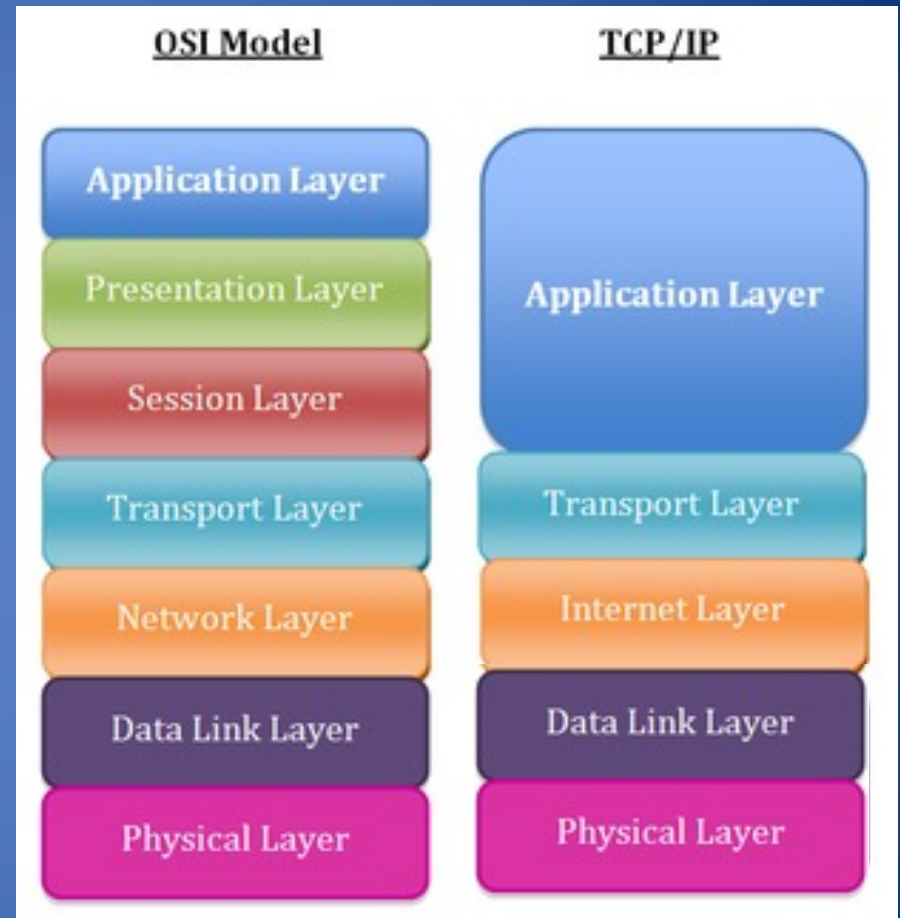 OSI Model
Application Layer
Presentation Layer
Session Layer
Transport Layer
Network Layer
Data Link Layer
Physical Layer
TCP/IP
Application Layer
Transport Layer
Internet Layer
Data Link Layer
Physical Layer